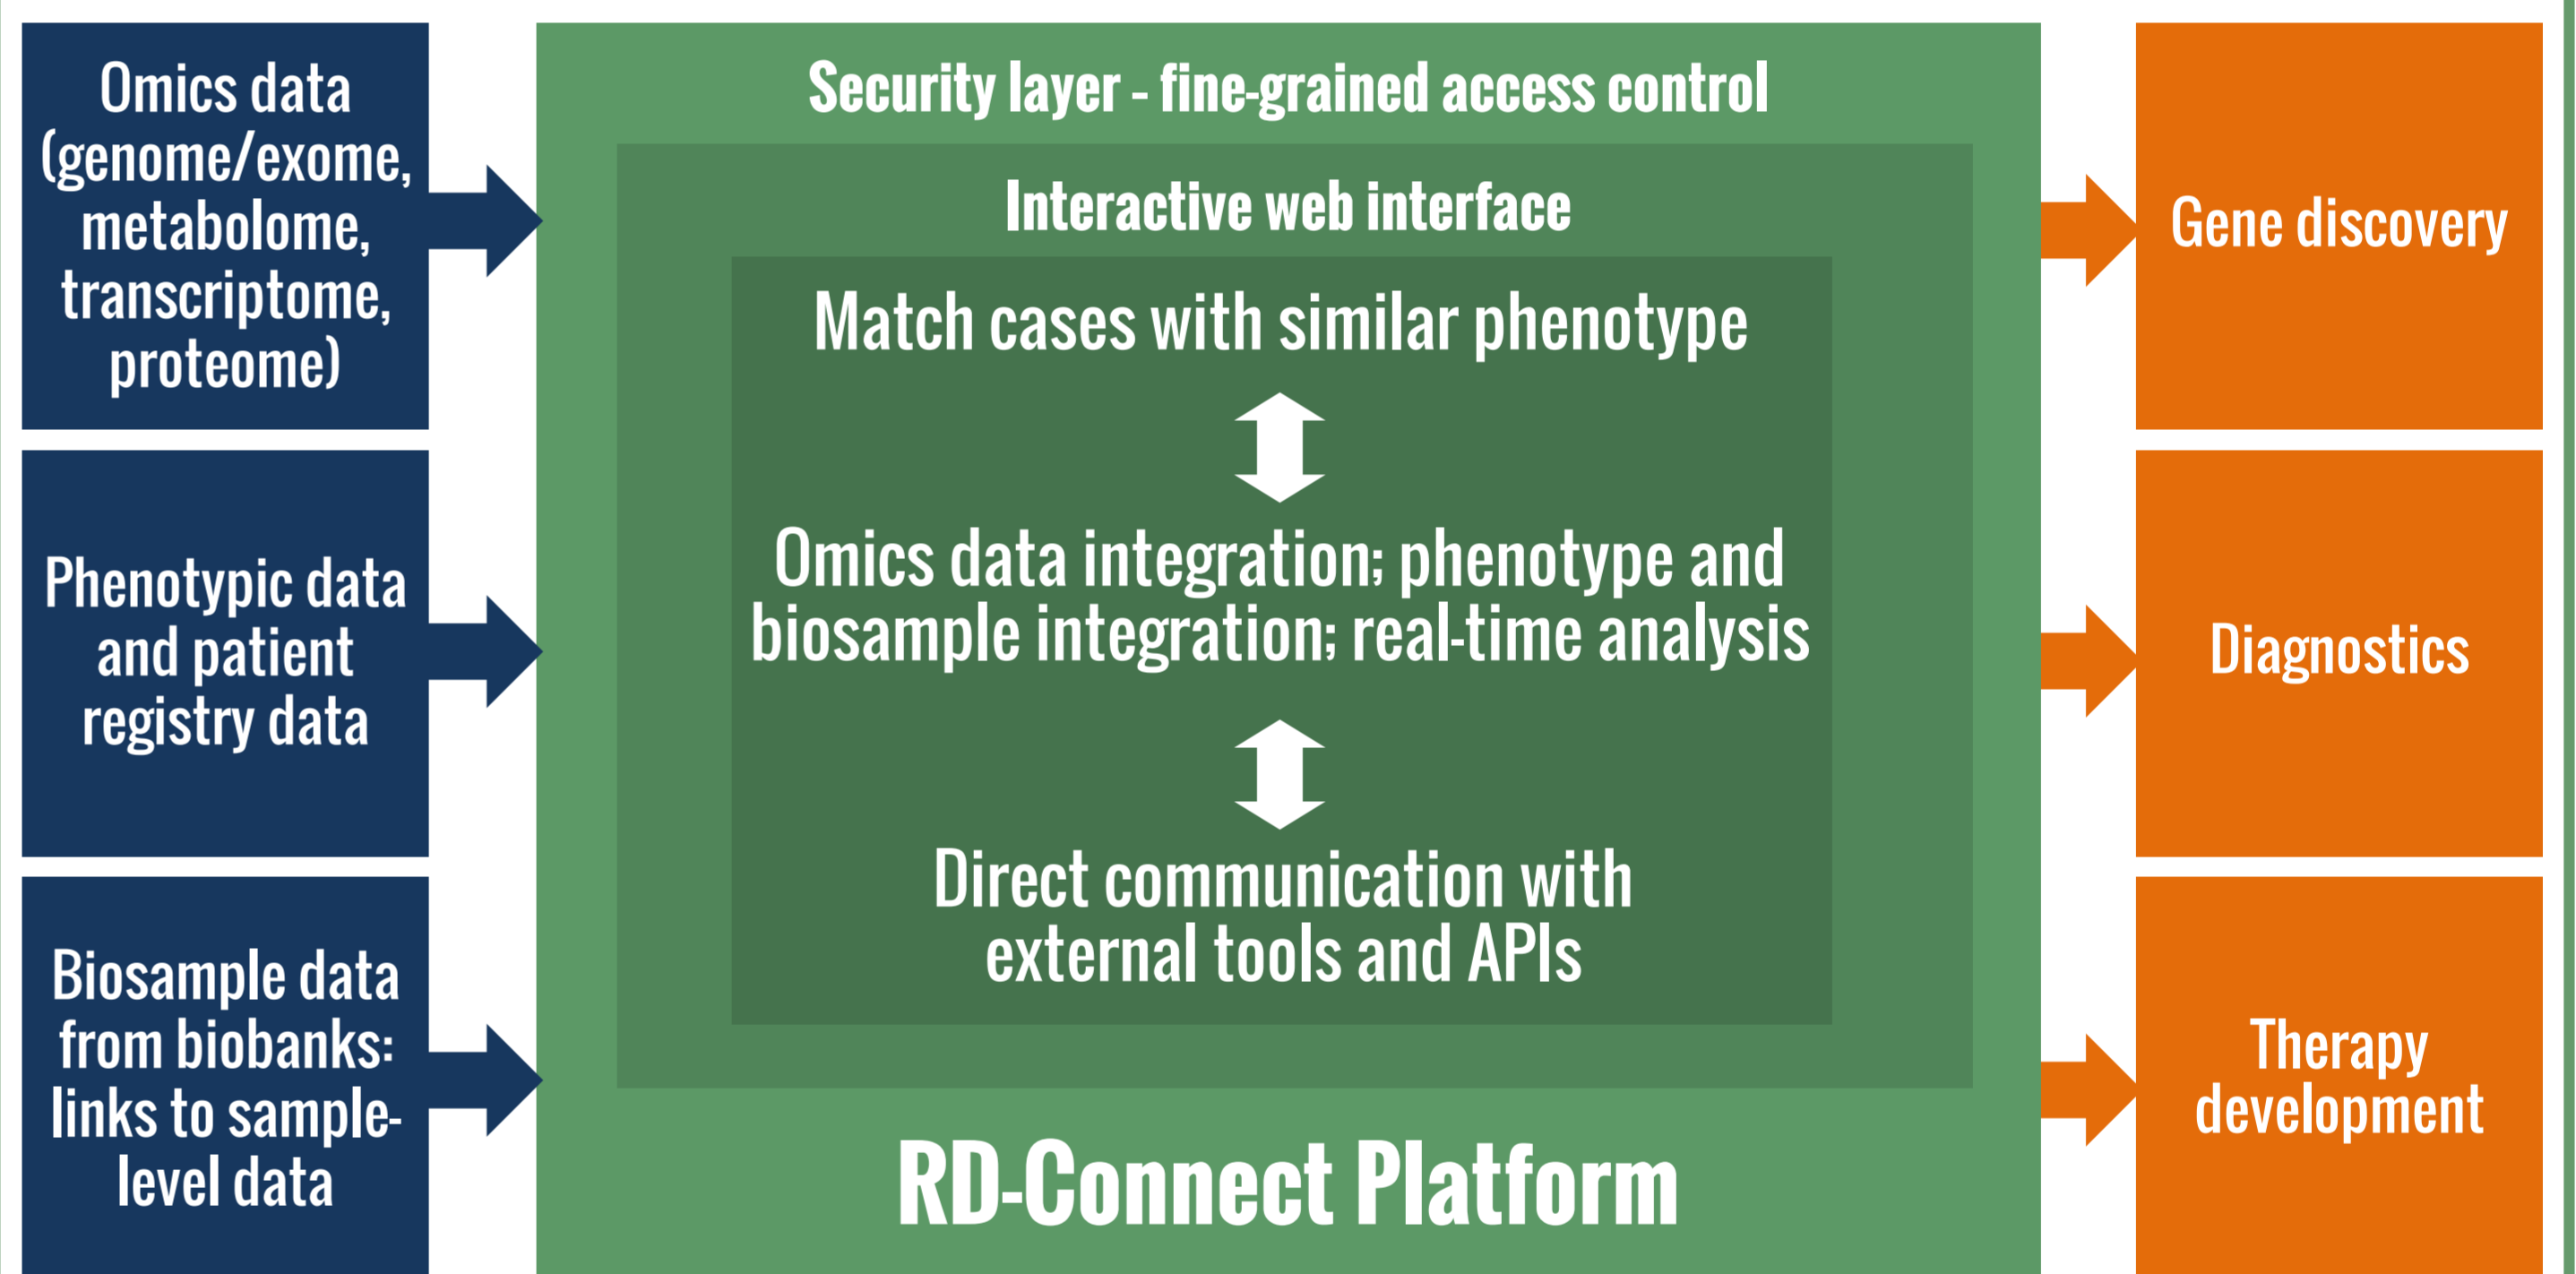 Omics data
(genome/exome,
metabolome,
transcriptome,
proteome)
Phenotypic data
and patient
registry data
Biosample data
from biobanks:
links to sample-
level data
Security layer - fine-grained access control
Interactive web interface
Match cases with similar phenotype
Omics data integration; phenotype and
biosample integration; real-time analysis
Direct communication with
external tools and APIs
RD-Connect Platform
Gene discovery
Diagnostics
Therapy
development